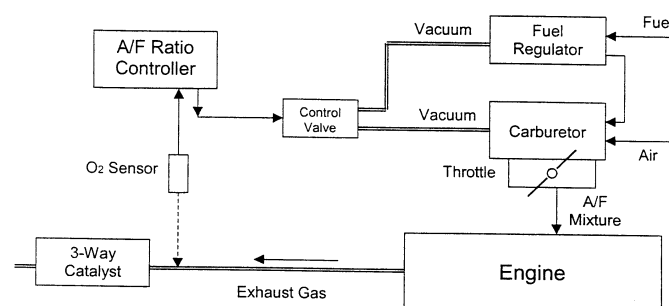 A/F Ratio
Controller
Vacuum
Fuel
Regulator
Fue
Control
Valve
Vacuum
Carburetor
Air
O₂ Sensor
Throttle
A/F
Mixture
3-Way
Catalyst
Exhaust Gas
Engine